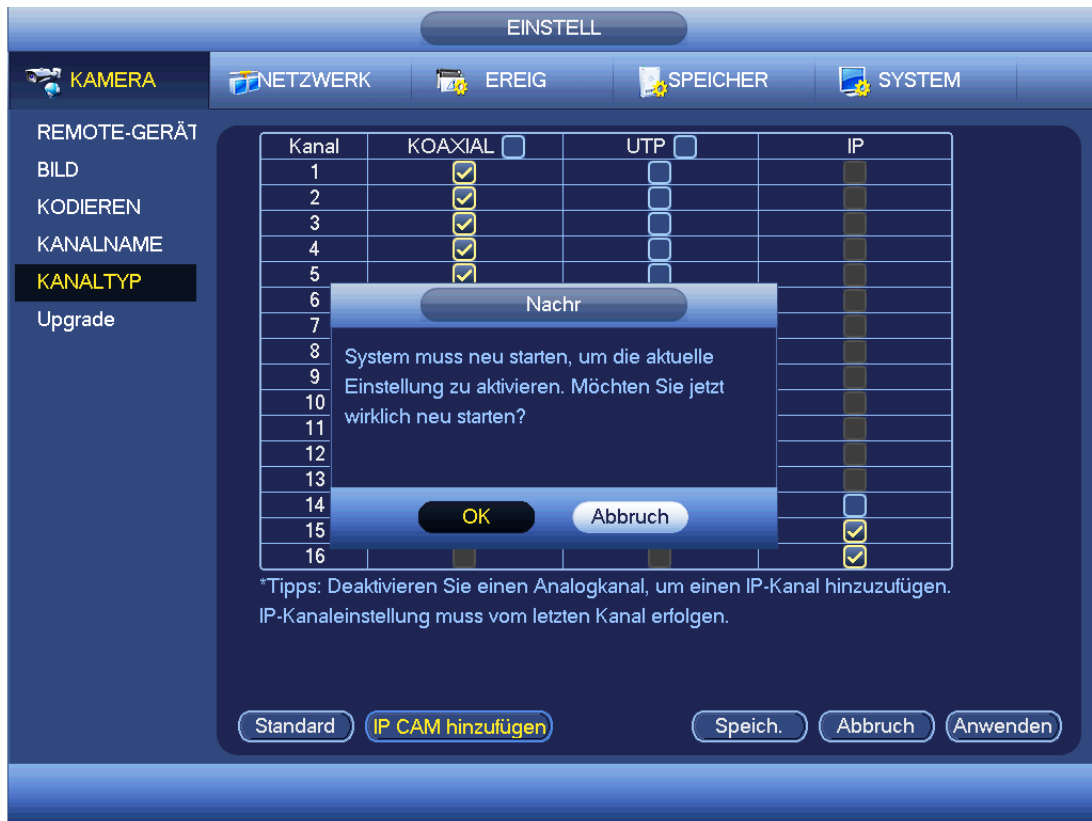 EINSTELL
KAMERA NETZWERK EREIG SPEICHER SYSTEM
REMOTE-GERÄT
BILD
KODIEREN
KANALNAME
KANALTYP
Upgrade
Kanal KOAXIAL UTP IP
1
2
3
4
5
6
7
8
9
10
11
12
13
14
15
16
Nachr
System muss neu starten, um die aktuelle
Einstellung zu aktivieren. Möchten Sie jetzt
wirklich neu starten?
OK Abbruch
*Tipps: Deaktivieren Sie einen Analogkanal, um einen IP-Kanal hinzuzufügen.
IP-Kanaleinstellung muss vom letzten Kanal erfolgen.
Standard IP CAM hinzufügen Speich. Abbruch Anwenden